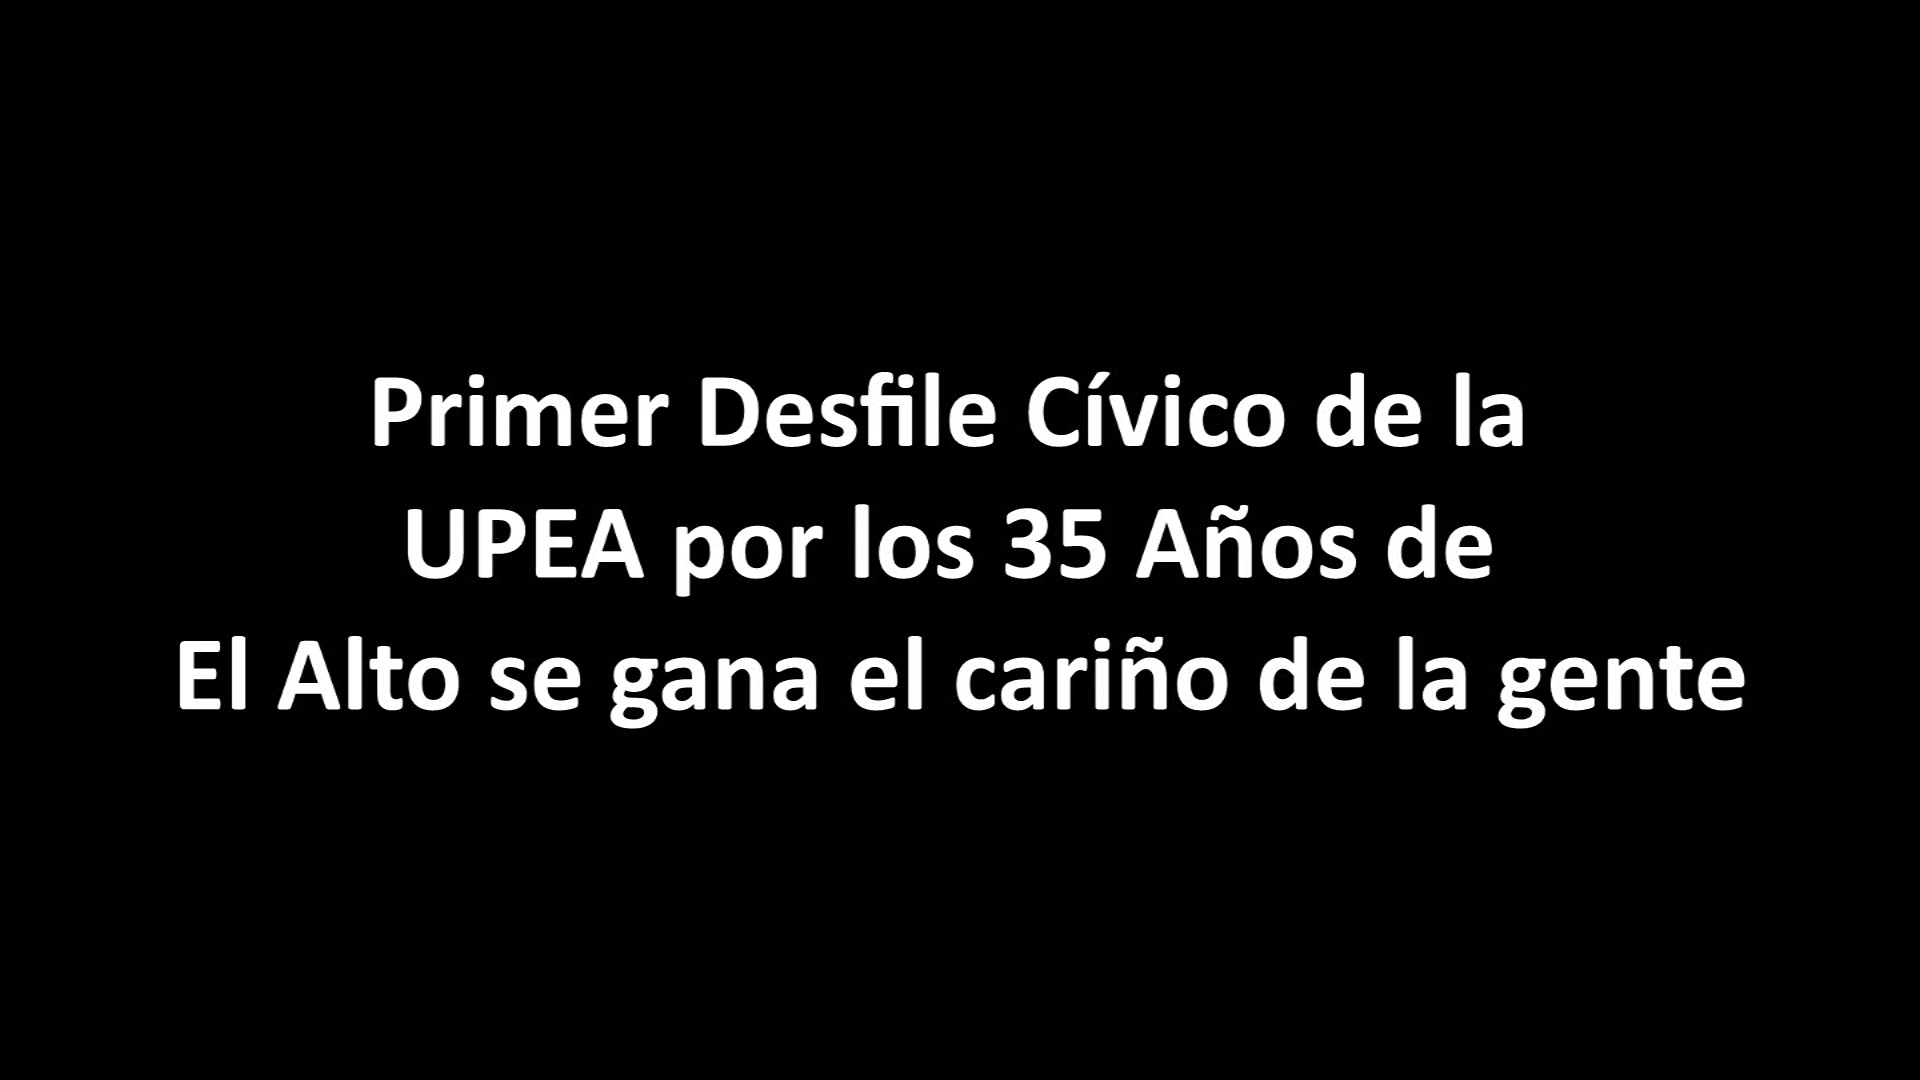 Primer Desfile Cívico de la
UPEA por los 35 Años de
El Alto se gana el cariño de la gente